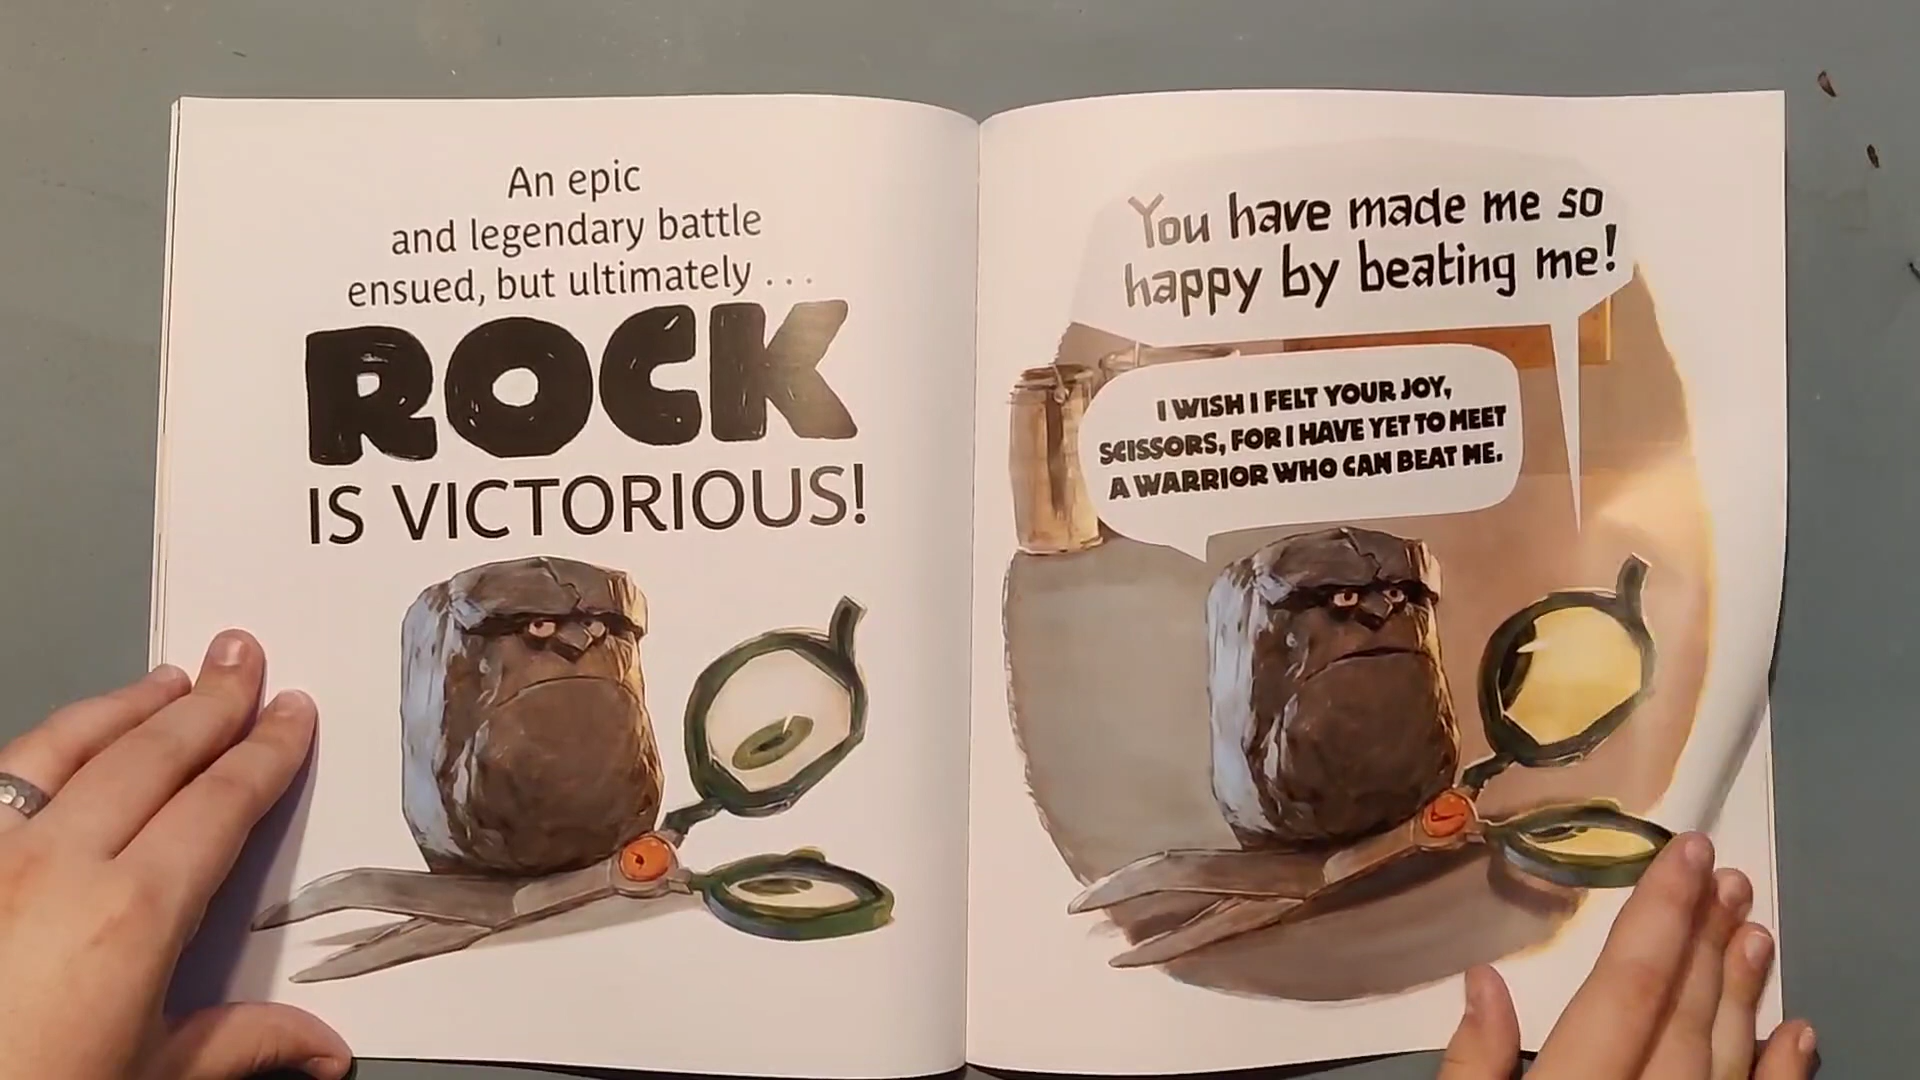 An epic
and legendary battle
ensued, but ultimately . . .
ROCK
IS VICTORIOUS!
You have made me so
happy by beating me!
I WISH I FELT YOUR JOY,
SCISSORS, FOR I HAVE YET TO MEET
A WARRIOR WHO CAN BEAT ME.